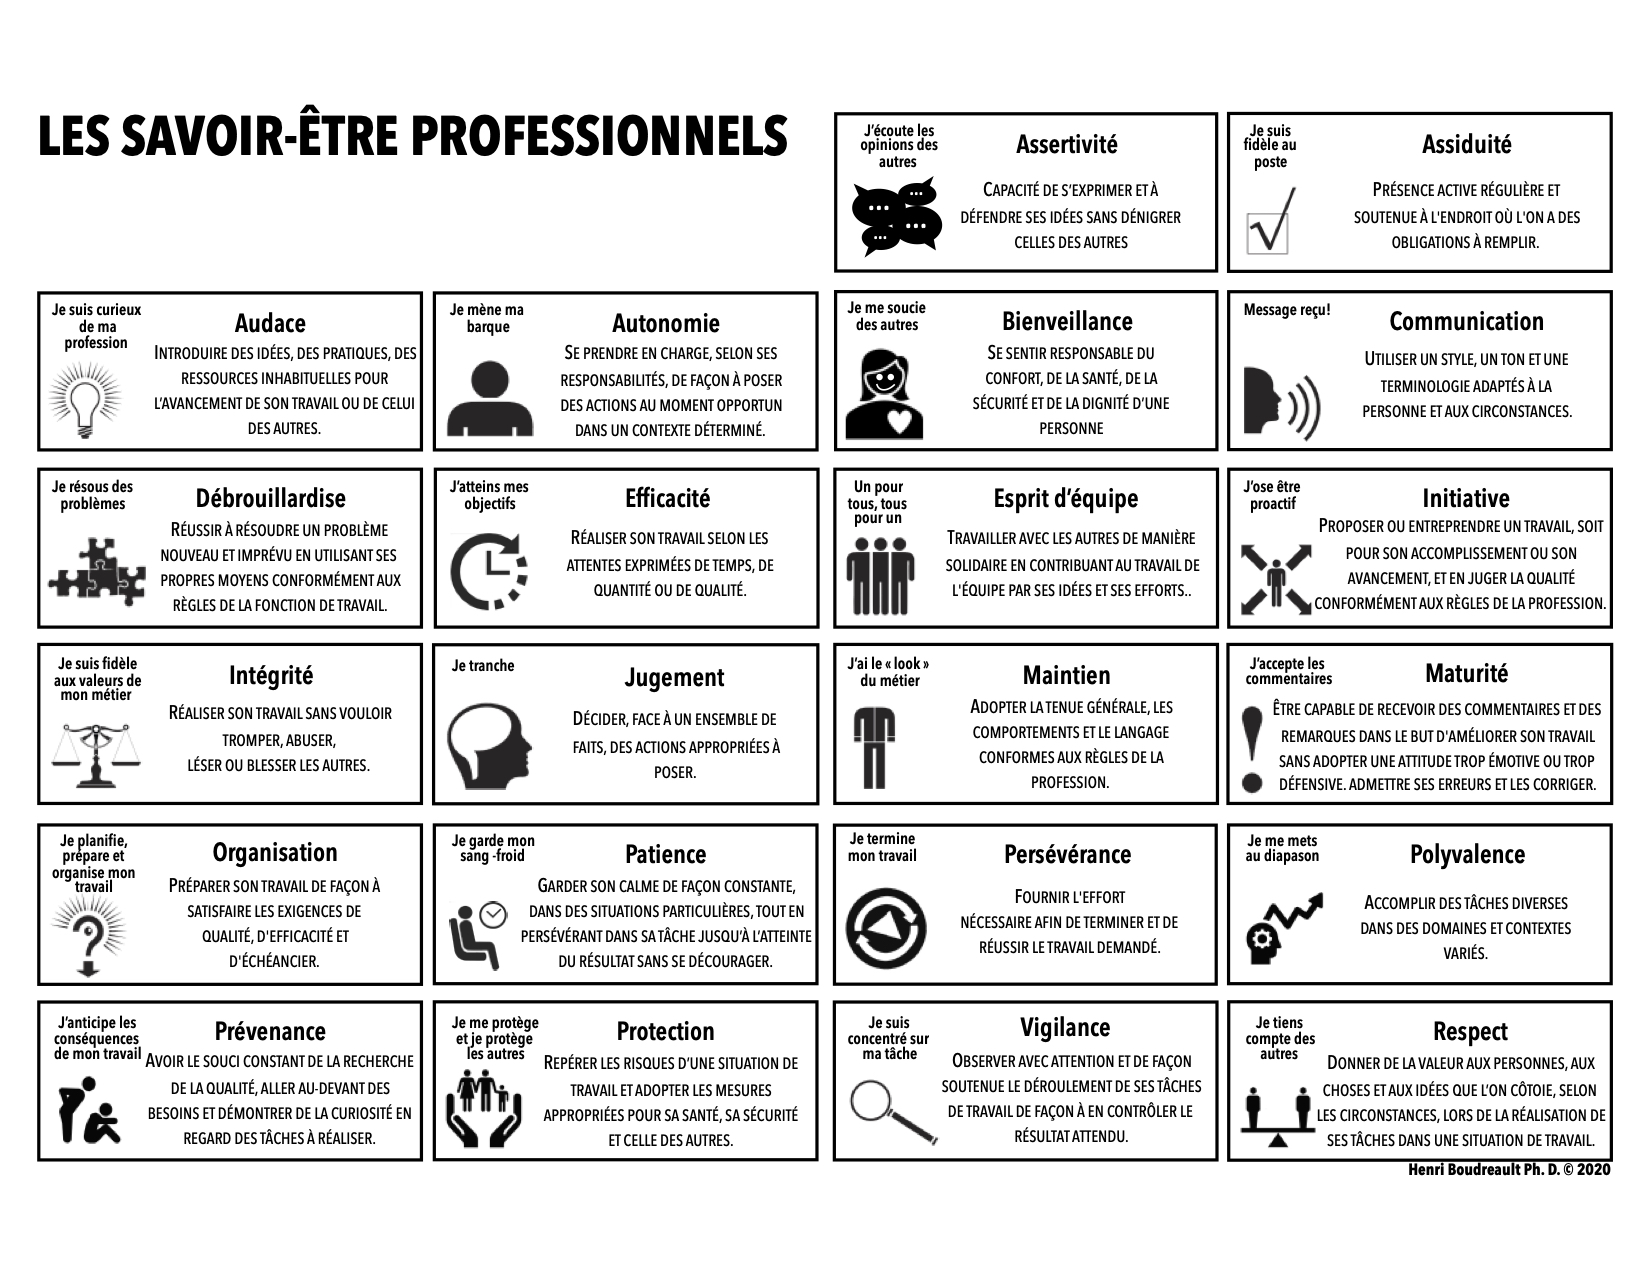 LES SAVOIR-ÊTRE PROFESSIONNELS
J'écoute les
opinions des
autres
Assertivité
CAPACITÉ DE S'EXPRIMER ET À
DÉFENDRE SES IDÉES SANS DÉNIGRER
CELLES DES AUTRES
Je suis
fidèle au
poste
Assiduité
PRÉSENCE ACTIVE RÉGULIÈRE ET
SOUTENUE À L'ENDROIT OÙ L'ON A DES
OBLIGATIONS À REMPLIR.
Je suis curieux
de ma
profession
Audace
INTRODUIRE DES IDÉES, DES PRATIQUES, DES
RESSOURCES INHABITUELLES POUR
L'AVANCEMENT DE SON TRAVAIL OU DE CELUI
DES AUTRES.
Je mène ma
barque
Autonomie
SE PRENDRE EN CHARGE, SELON SES
RESPONSABILITÉS, DE FAÇON À POSER
DES ACTIONS AU MOMENT OPPORTUN
DANS UN CONTEXTE DÉTERMINÉ.
Je me soucie
des autres
Bienveillance
SE SENTIR RESPONSABLE DU
CONFORT, DE LA SANTÉ, DE LA
SÉCURITÉ ET DE LA DIGNITÉ D'UNE
PERSONNE
Message reçu!
Communication
UTILISER UN STYLE, UN TON ET UNE
TERMINOLOGIE ADAPTÉS À LA
PERSONNE ET AUX CIRCONSTANCES.
Je résous des
problèmes
Débrouillardise
RÉUSSIR À RÉSOUDRE UN PROBLÈME
NOUVEAU ET IMPRÉVU EN UTILISANT SES
PROPRES MOYENS CONFORMÉMENT AUX
RÈGLES DE LA FONCTION DE TRAVAIL.
J'atteins mes
objectifs
Efficacité
RÉALISER SON TRAVAIL SELON LES
ATTENTES EXPRIMÉES DE TEMPS, DE
QUANTITÉ OU DE QUALITÉ.
Un pour
tous, tous
pour un
Esprit d'équipe
TRAVAILLER AVEC LES AUTRES DE MANIÈRE
SOLIDAIRE EN CONTRIBUANT AU TRAVAIL DE
L'ÉQUIPE PAR SES IDÉES ET SES EFFORTS..
J'ose être
proactif
Initiative
PROPOSER OU ENTREPRENDRE UN TRAVAIL, SOIT
POUR SON ACCOMPLISSEMENT OU SON
AVANCEMENT, ET EN JUGER LA QUALITÉ
CONFORMÉMENT AUX RÈGLES DE LA PROFESSION.
Je suis fidèle
aux valeurs de
mon métier
Intégrité
RÉALISER SON TRAVAIL SANS VOULOIR
TROMPER, ABUSER,
LÉSER OU BLESSER LES AUTRES.
Je tranche
Jugement
DÉCIDER, FACE À UN ENSEMBLE DE
FAITS, DES ACTIONS APPROPRIÉES À
POSER.
J'ai le « look »
du métier
Maintien
ADOPTER LA TENUE GÉNÉRALE, LES
COMPORTEMENTS ET LE LANGAGE
CONFORMES AUX RÈGLES DE LA
PROFESSION.
J'accepte les
commentaires
Maturité
ÊTRE CAPABLE DE RECEVOIR DES COMMENTAIRES ET DES
REMARQUES DANS LE BUT D'AMÉLIORER SON TRAVAIL
SANS ADOPTER UNE ATTITUDE TROP ÉMOTIVE OU TROP
DÉFENSIVE. ADMETTRE SES ERREURS ET LES CORRIGER.
Je planifie,
prépare et
organise mon
travail
Organisation
PRÉPARER SON TRAVAIL DE FAÇON À
SATISFAIRE LES EXIGENCES DE
QUALITÉ, D'EFFICACITÉ ET
D'ÉCHÉANCIER.
Je garde mon
sang -froid
Patience
GARDER SON CALME DE FAÇON CONSTANTE,
DANS DES SITUATIONS PARTICULIÈRES, TOUT EN
PERSÉVÉRANT DANS SA TÂCHE JUSQU'À L'ATTEINTE
DU RÉSULTAT SANS SE DÉCOURAGER.
Je termine
mon travail
Persévérance
FOURNIR L'EFFORT
NÉCESSAIRE AFIN DE TERMINER ET DE
RÉUSSIR LE TRAVAIL DEMANDÉ.
Je me mets
au diapason
Polyvalence
ACCOMPLIR DES TÂCHES DIVERSES
DANS DES DOMAINES ET CONTEXTES
VARIÉS.
J'anticipe les
conséquences
de mon travail
Prévenance
AVOIR LE SOUCI CONSTANT DE LA RECHERCHE
DE LA QUALITÉ, ALLER AU-DEVANT DES
BESOINS ET DÉMONTRER DE LA CURIOSITÉ EN
REGARD DES TÂCHES À RÉALISER.
Je me protège
et je protège
les autres
Protection
REPÉRER LES RISQUES D'UNE SITUATION DE
TRAVAIL ET ADOPTER LES MESURES
APPROPRIÉES POUR SA SANTÉ, SA SÉCURITÉ
ET CELLE DES AUTRES.
Je suis
concentré sur
ma tâche
Vigilance
OBSERVER AVEC ATTENTION ET DE FAÇON
SOUTENUE LE DÉROULEMENT DE SES TÂCHES
DE TRAVAIL DE FAÇON À EN CONTRÔLER LE
RÉSULTAT ATTENDU.
Je tiens
compte des
autres
Respect
DONNER DE LA VALEUR AUX PERSONNES, AUX
CHOSES ET AUX IDÉES QUE L'ON CÔTOIE, SELON
LES CIRCONSTANCES, LORS DE LA RÉALISATION DE
SES TÂCHES DANS UNE SITUATION DE TRAVAIL.
Henri Boudreault Ph. D. © 2020